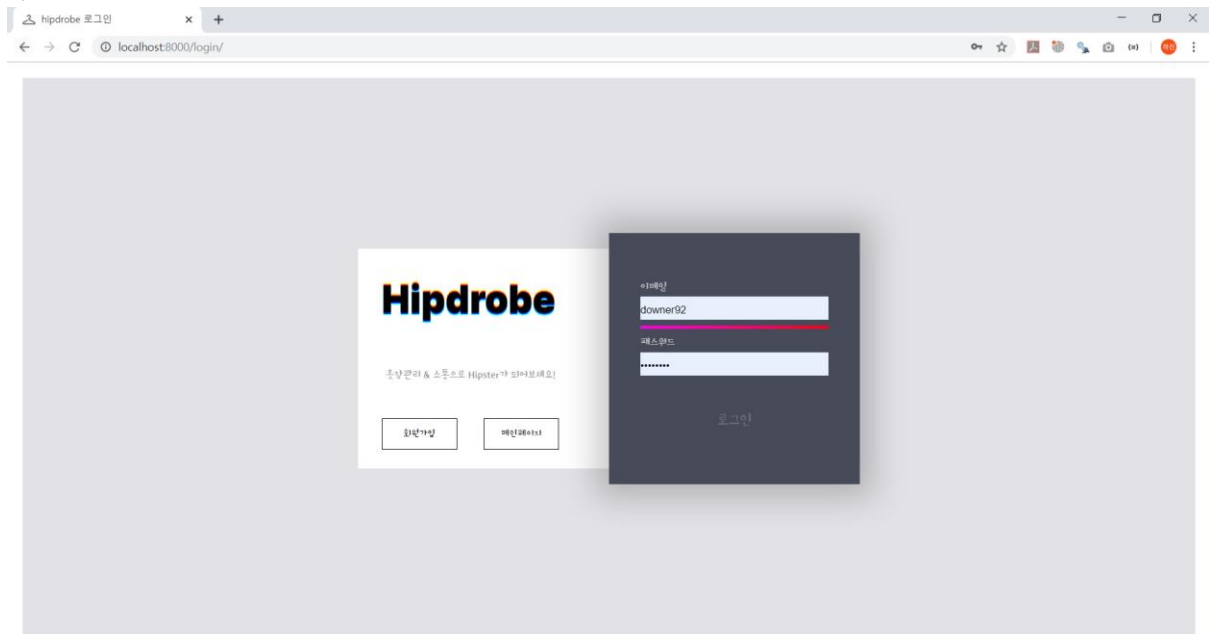 hipdrobe 로그인
localhost:8000/login/
Hipdrobe
옷장관리 & 소통으로 Hipster가 되어보세요!
회원가입
메인페이지
이메일
downer92
패스워드
••••••••
로그인